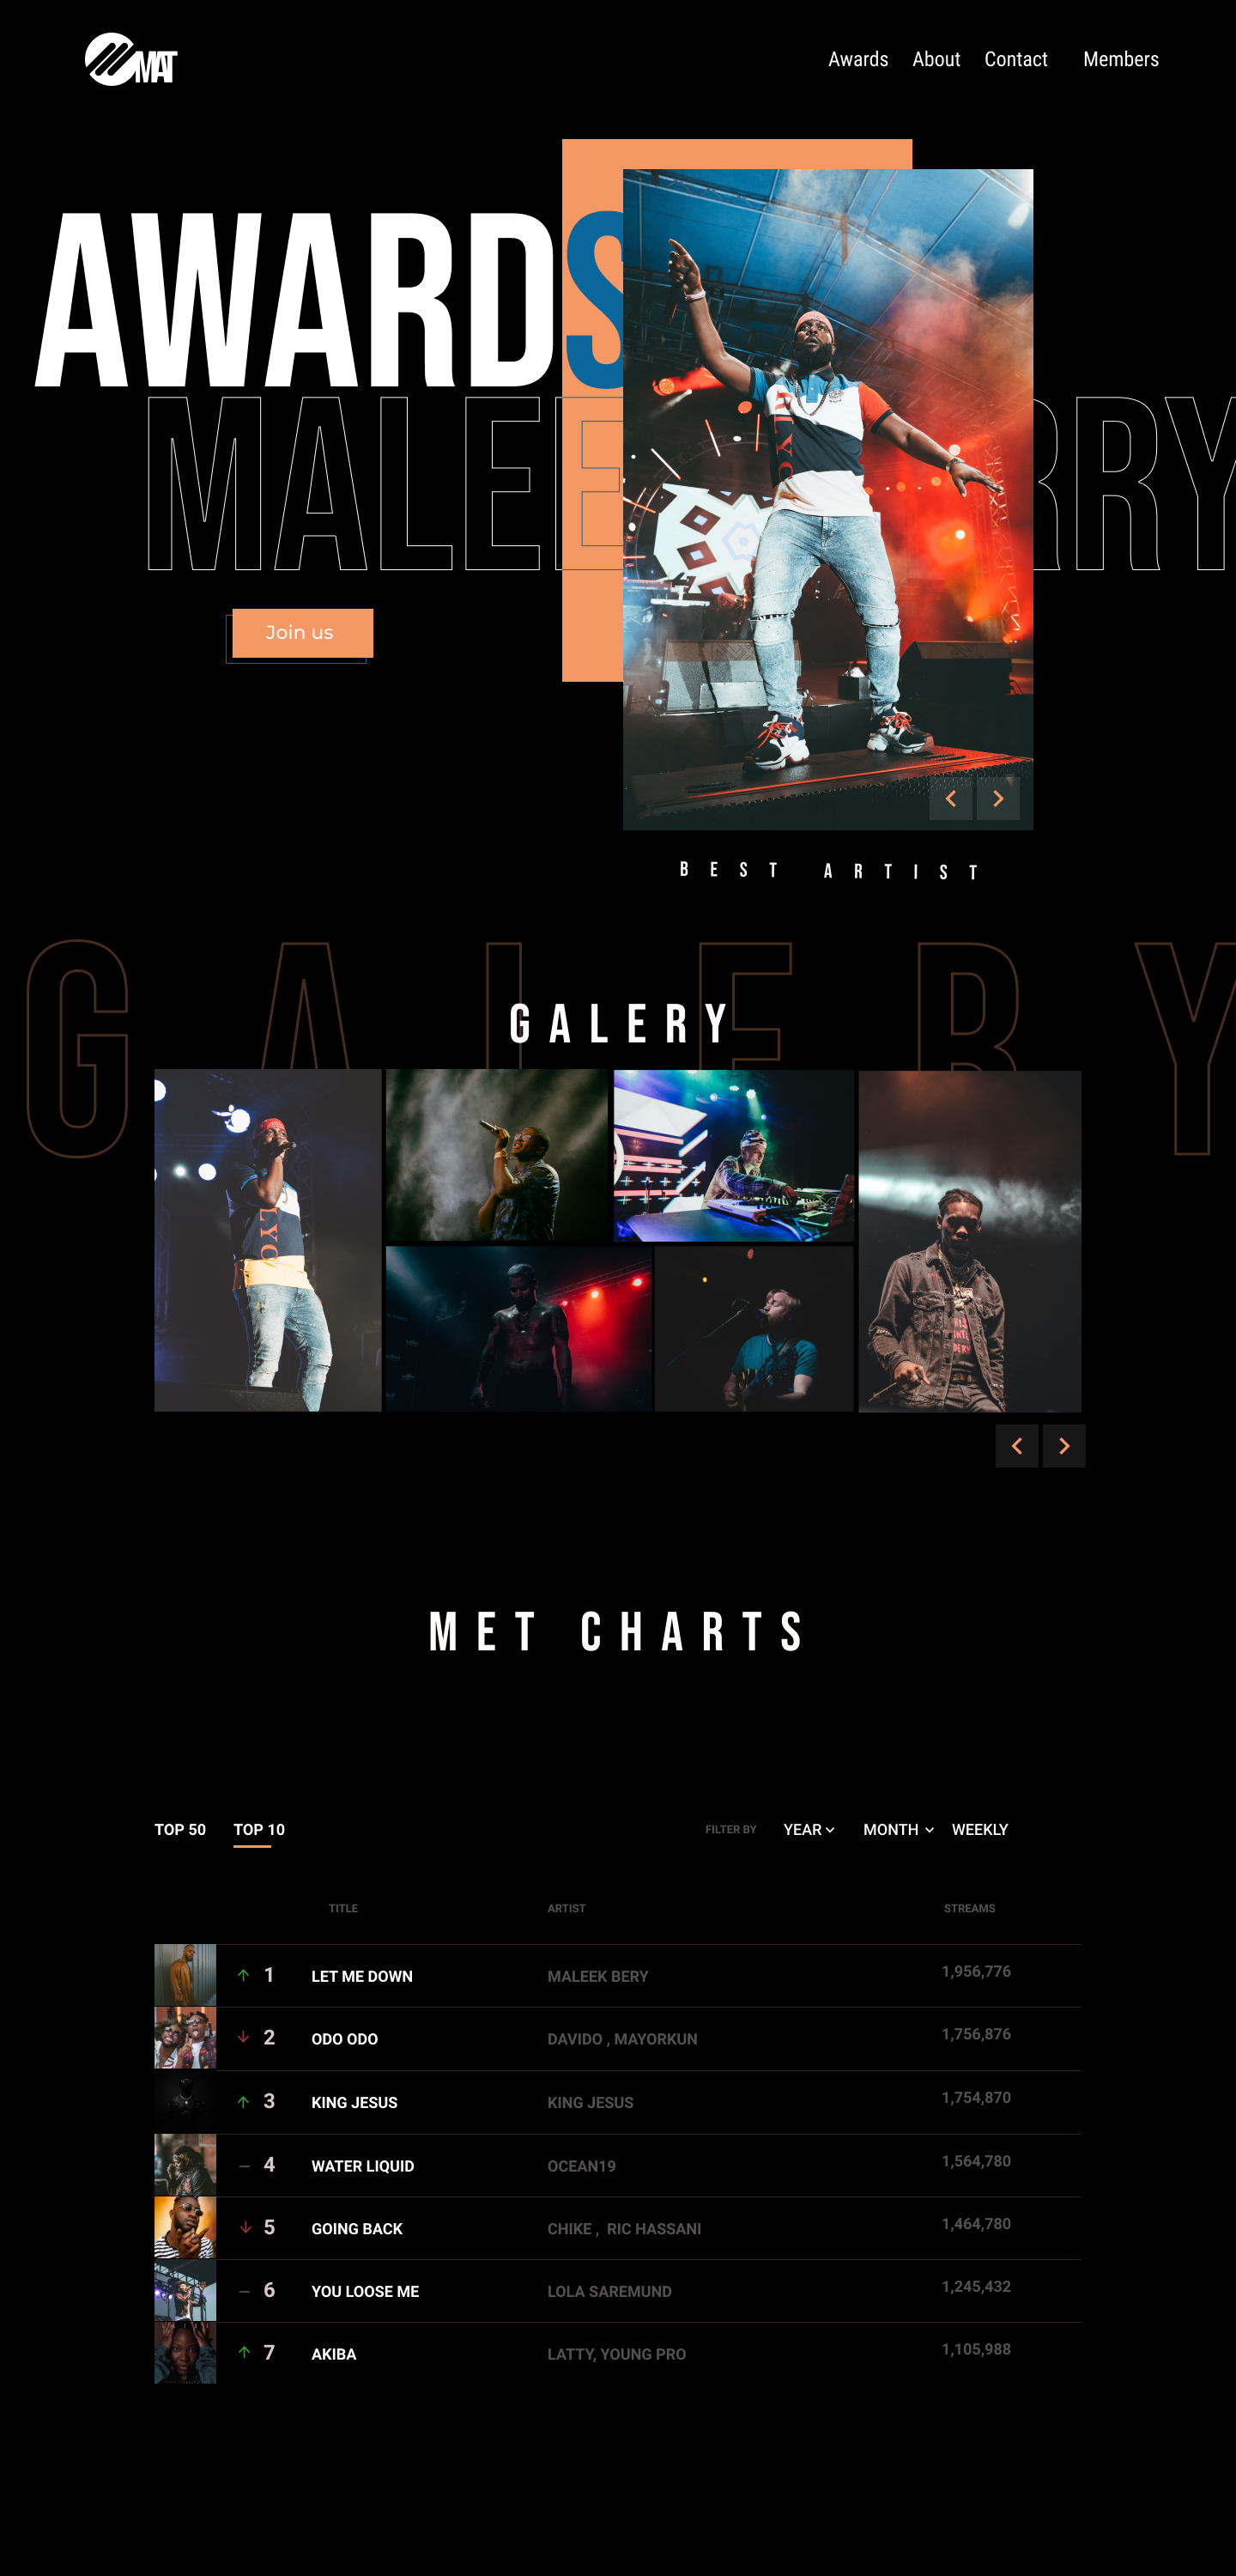 MAT
Awards About Contact Members
AWARDS
MALEE RRY
Join us
BEST ARTIST
GALERY
GALERY
LYC
MET CHARTS
TOP 50 TOP 10 FILTER BY YEAR MONTH WEEKLY
TITLE ARTIST STREAMS
1 LET ME DOWN MALEEK BERY 1,956,776
2 ODO ODO DAVIDO , MAYORKUN 1,756,876
3 KING JESUS KING JESUS 1,754,870
4 WATER LIQUID OCEAN19 1,564,780
5 GOING BACK CHIKE , RIC HASSANI 1,464,780
6 YOU LOOSE ME LOLA SAREMUND 1,245,432
7 AKIBA LATTY, YOUNG PRO 1,105,988